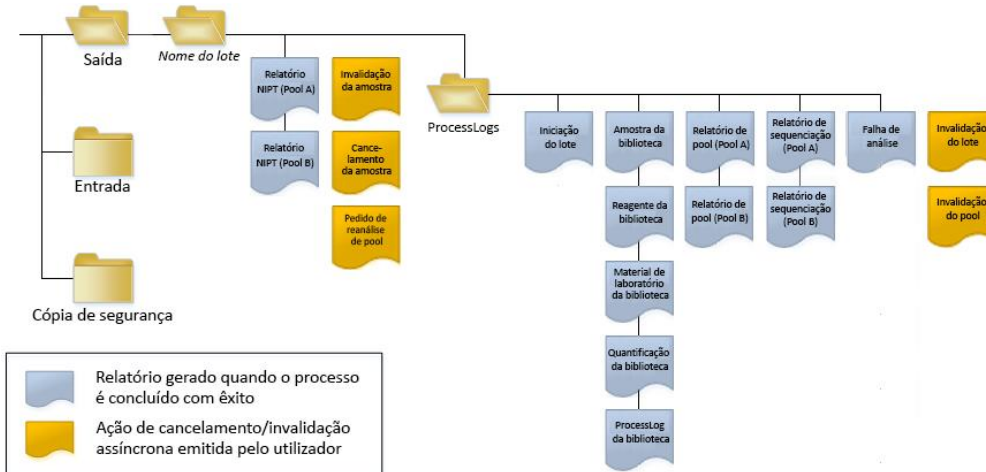 Saída
Nome do lote
Relatório
NIPT (Pool A)
Invalidação
da amostra
ProcessLogs
Relatório
NIPT (Pool B)
Cance-
lamento
da amostra
Pedido de
reanálise
de pool
Iniciação
do lote
Amostra da
biblioteca
Relatório de
pool (Pool A)
Relatório de
sequenciação
(Pool A)
Falha de
análise
Invalidação
do lote
Reagente da
biblioteca
Relatório de
pool (Pool B)
Relatório de
sequenciação
(Pool B)
Invalidação
do pool
Material de
laboratório
da biblioteca
Quantificação
da biblioteca
ProcessLog
da biblioteca
Entrada
Cópia de segurança
Relatório gerado quando o processo
é concluído com êxito
Ação de cancelamento/invalidação
assíncrona emitida pelo utilizador